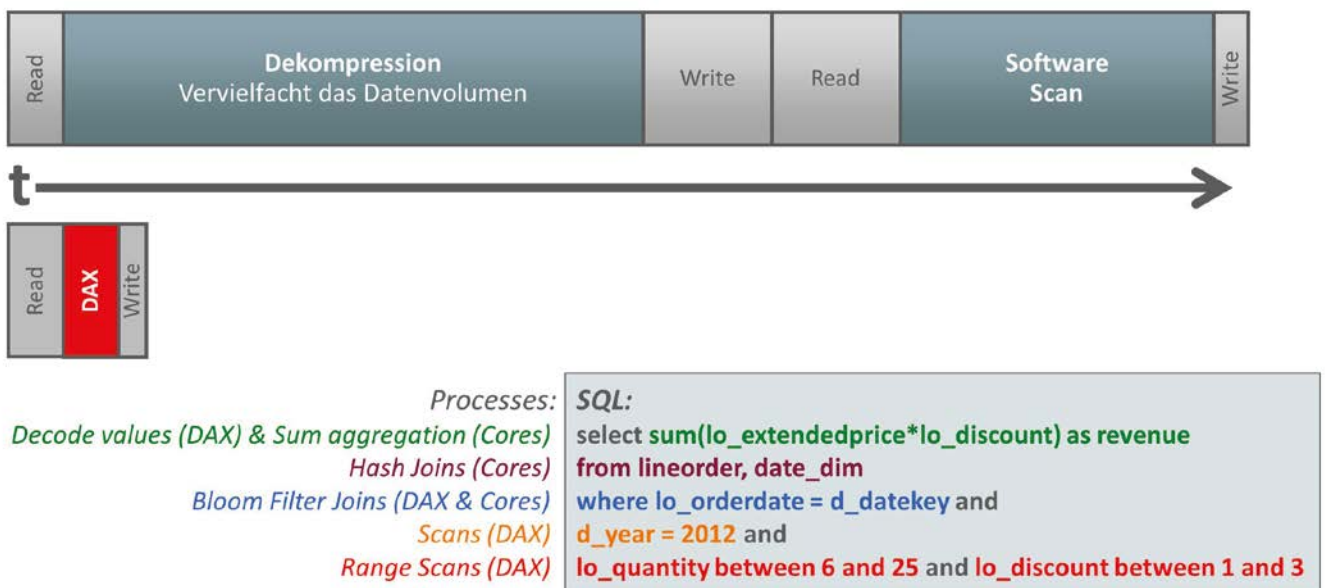 Read
Dekompression
Vervielfacht das Datenvolumen
Write
Read
Software
Scan
Write
t
Read
DAX
Write
Processes: SQL:
Decode values (DAX) & Sum aggregation (Cores) select sum(lo_extendedprice*lo_discount) as revenue
Hash Joins (Cores) from lineorder, date_dim
Bloom Filter Joins (DAX & Cores) where lo_orderdate = d_datekey and
Scans (DAX) d_year = 2012 and
Range Scans (DAX) lo_quantity between 6 and 25 and lo_discount between 1 and 3